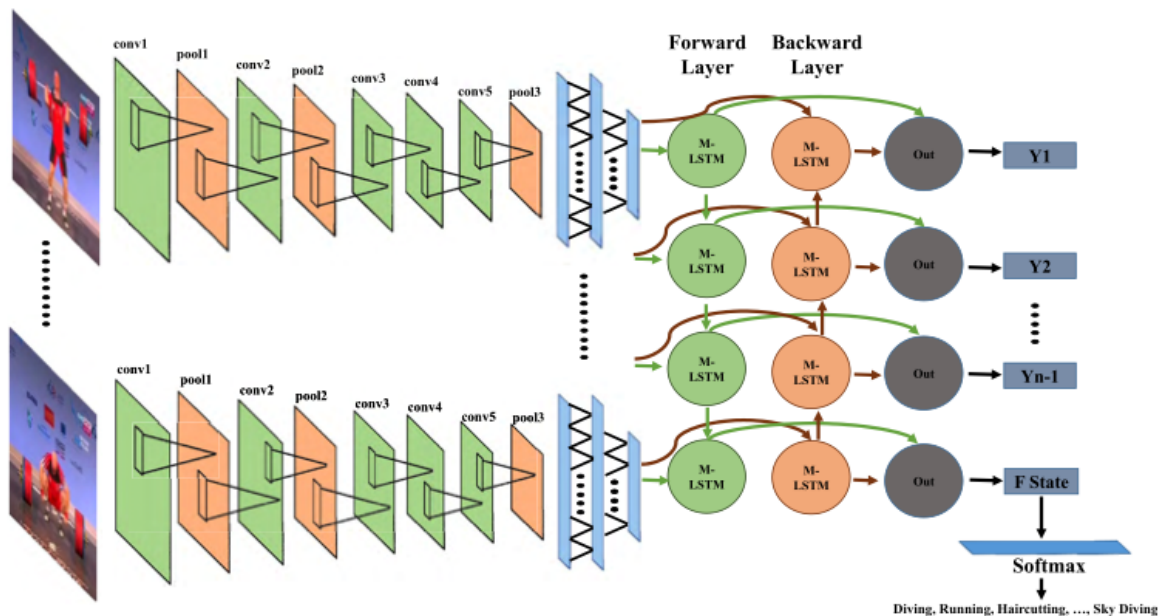 Forward
Layer
Backward
Layer
conv1
pool1
conv2
pool2
conv3
conv4
conv5
pool3
M-
LSTM
M-
LSTM
Out
Y1
M-
LSTM
M-
LSTM
Out
Y2
M-
LSTM
M-
LSTM
Out
Yn-1
conv1
pool1
conv2
pool2
conv3
conv4
conv5
pool3
M-
LSTM
M-
LSTM
Out
F State
Softmax
Diving, Running, Haircutting, ..., Sky Diving